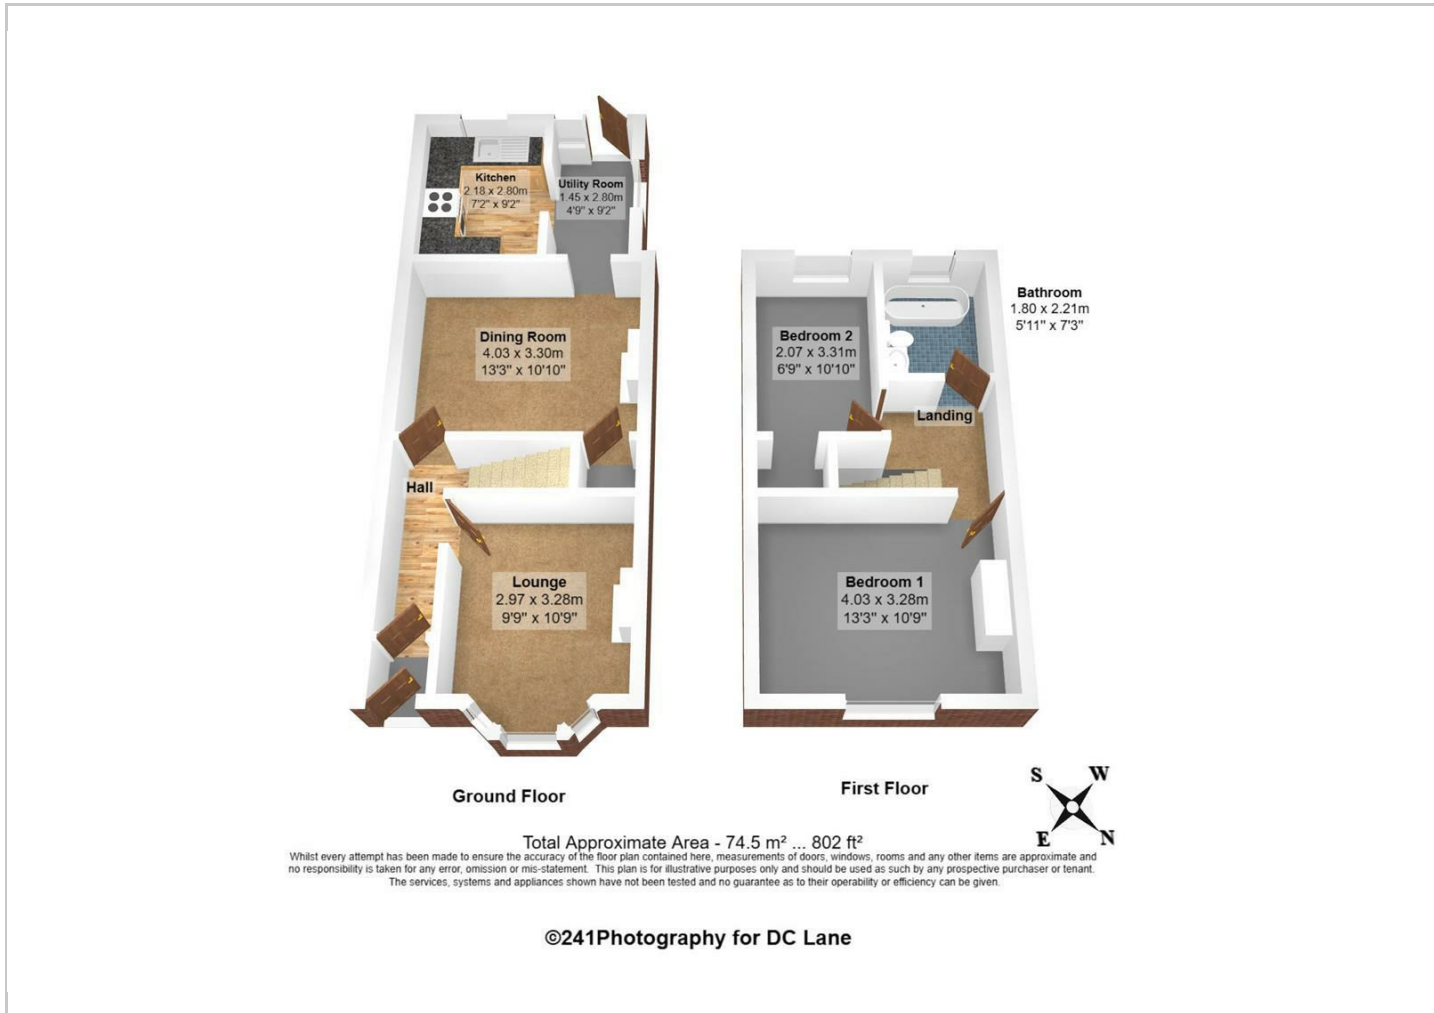 Kitchen
2.18 x 2.80m
7'2" x 9'2"
Utility Room
1.45 x 2.80m
4'9" x 9'2"
Dining Room
4.03 x 3.30m
13'3" x 10'10"
Hall
Lounge
2.97 x 3.28m
9'9" x 10'9"
Bathroom
1.80 x 2.21m
5'11" x 7'3"
Bedroom 2
2.07 x 3.31m
6'9" x 10'10"
Landing
Bedroom 1
4.03 x 3.28m
13'3" x 10'9"
Ground Floor
First Floor
S W
E N
Total Approximate Area - 74.5 m² ... 802 ft²
Whilst every attempt has been made to ensure the accuracy of the floor plan contained here, measurements of doors, windows, rooms and any other items are approximate and
no responsibility is taken for any error, omission or mis-statement. This plan is for illustrative purposes only and should be used as such by any prospective purchaser or tenant.
The services, systems and appliances shown have not been tested and no guarantee as to their operability or efficiency can be given.
©241Photography for DC Lane